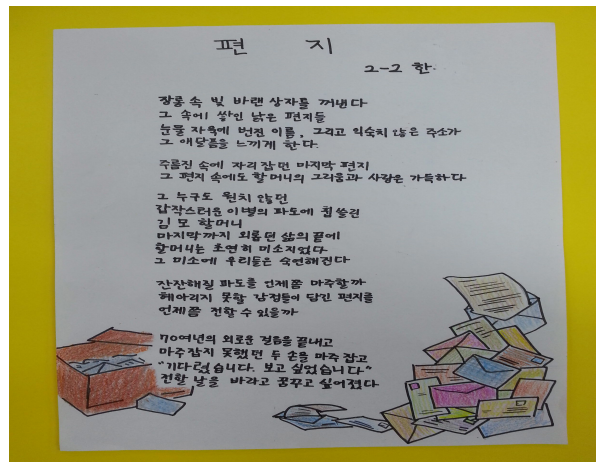 편 지
2-2 한
장롱 속 빛 바랜 상자를 꺼낸다
그 속에 쌓인 낡은 편지들
눈물 자욱에 번진 이름, 그리고 익숙치 않은 주소가
그 애달픔을 느끼게 한다.
주름진 속에 자리 잡던 마지막 편지
그 편지 속에도 할머니의 그리움과 사랑은 가득하다
그 누구도 원치 않던
갑작스러운 이별의 파도에 휩쓸린
김 모 할머니
마지막까지 외롭던 삶의 끝에
할머니는 초연히 미소지었다
그 미소에 우리들은 숙연해진다
잔잔해질 파도를 언제쯤 마주할까
헤아리지 못할 감정들이 담긴 편지를
언제쯤 전할 수 있을까
70여년의 외로운 걸음을 끝내고
마주잡지 못했던 두 손을 마주 잡고
"기다렸습니다. 보고 싶었습니다"
전할 날을 바라고 꿈꾸고 싶어졌다